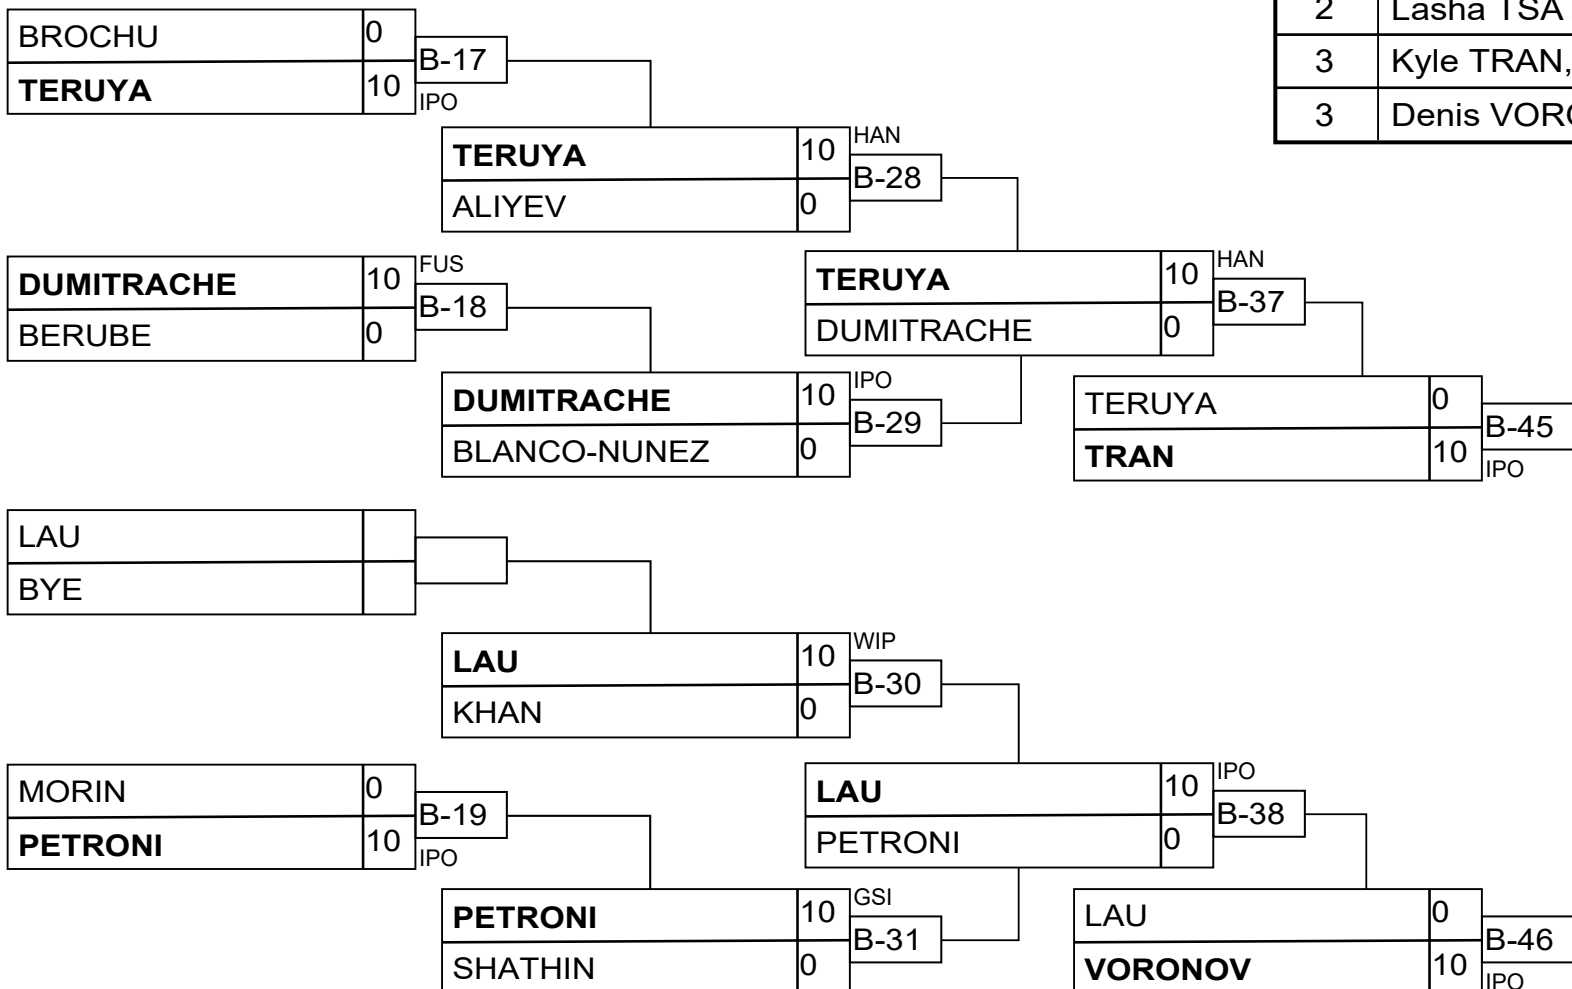 2 Lasha
3 Kyle TRAN,
3 Denis
BROCHU 0
B-17
TERUYA 10 IPO
TERUYA 10 HAN
B-28
ALIYEV 0
DUMITRACHE 10 FUS
B-18
BERUBE 0
TERUYA 10 HAN
B-37
DUMITRACHE 0
DUMITRACHE 10 IPO
B-29
BLANCO-NUNEZ 0
TERUYA 0
B-45
TRAN 10 IPO
LAU
BYE
LAU 10 WIP
B-30
KHAN 0
MORIN 0
B-19
PETRONI 10 IPO
LAU 10 IPO
B-38
PETRONI 0
PETRONI 10 GSI
B-31
SHATHIN 0
LAU 0
B-46
VORONOV 10 IPO